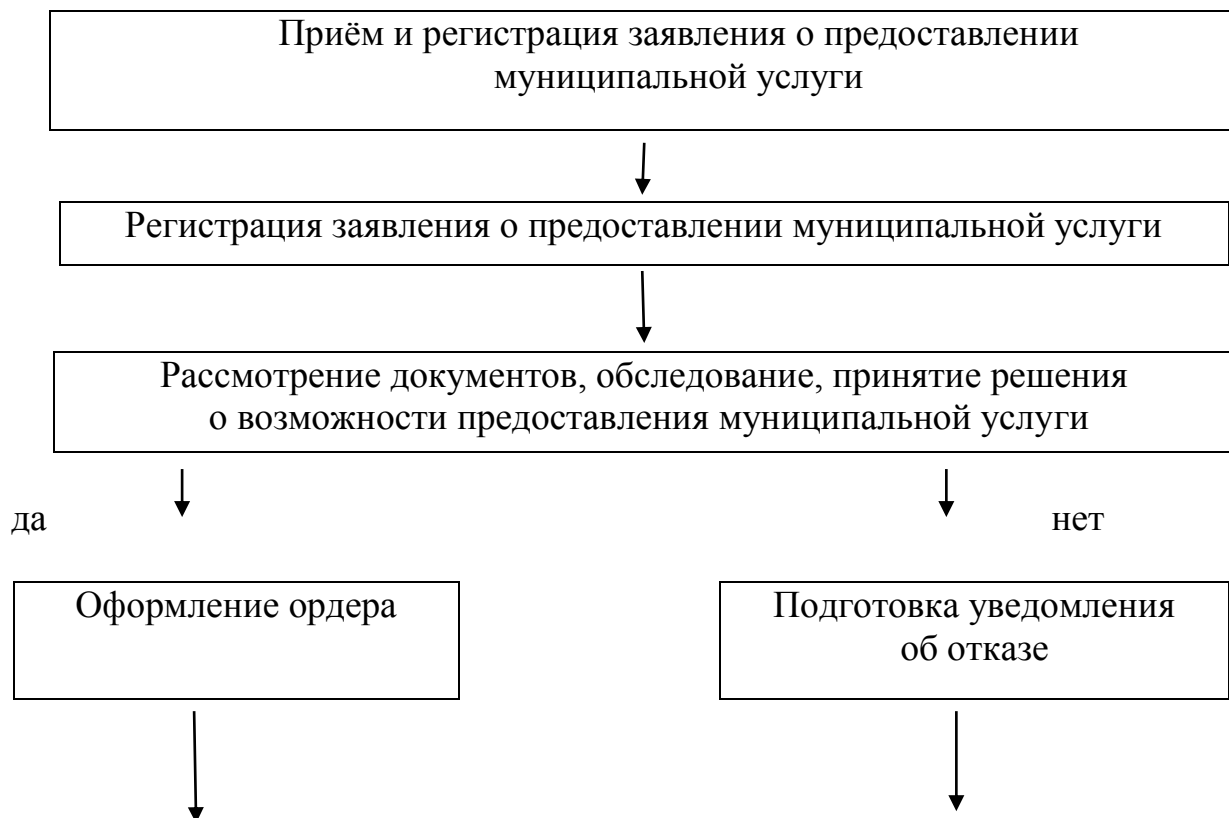 Приём и регистрация заявления о предоставлении
муниципальной услуги
Регистрация заявления о предоставлении муниципальной услуги
Рассмотрение документов, обследование, принятие решения
о возможности предоставления муниципальной услуги
да
нет
Оформление ордера
Подготовка уведомления
об отказе